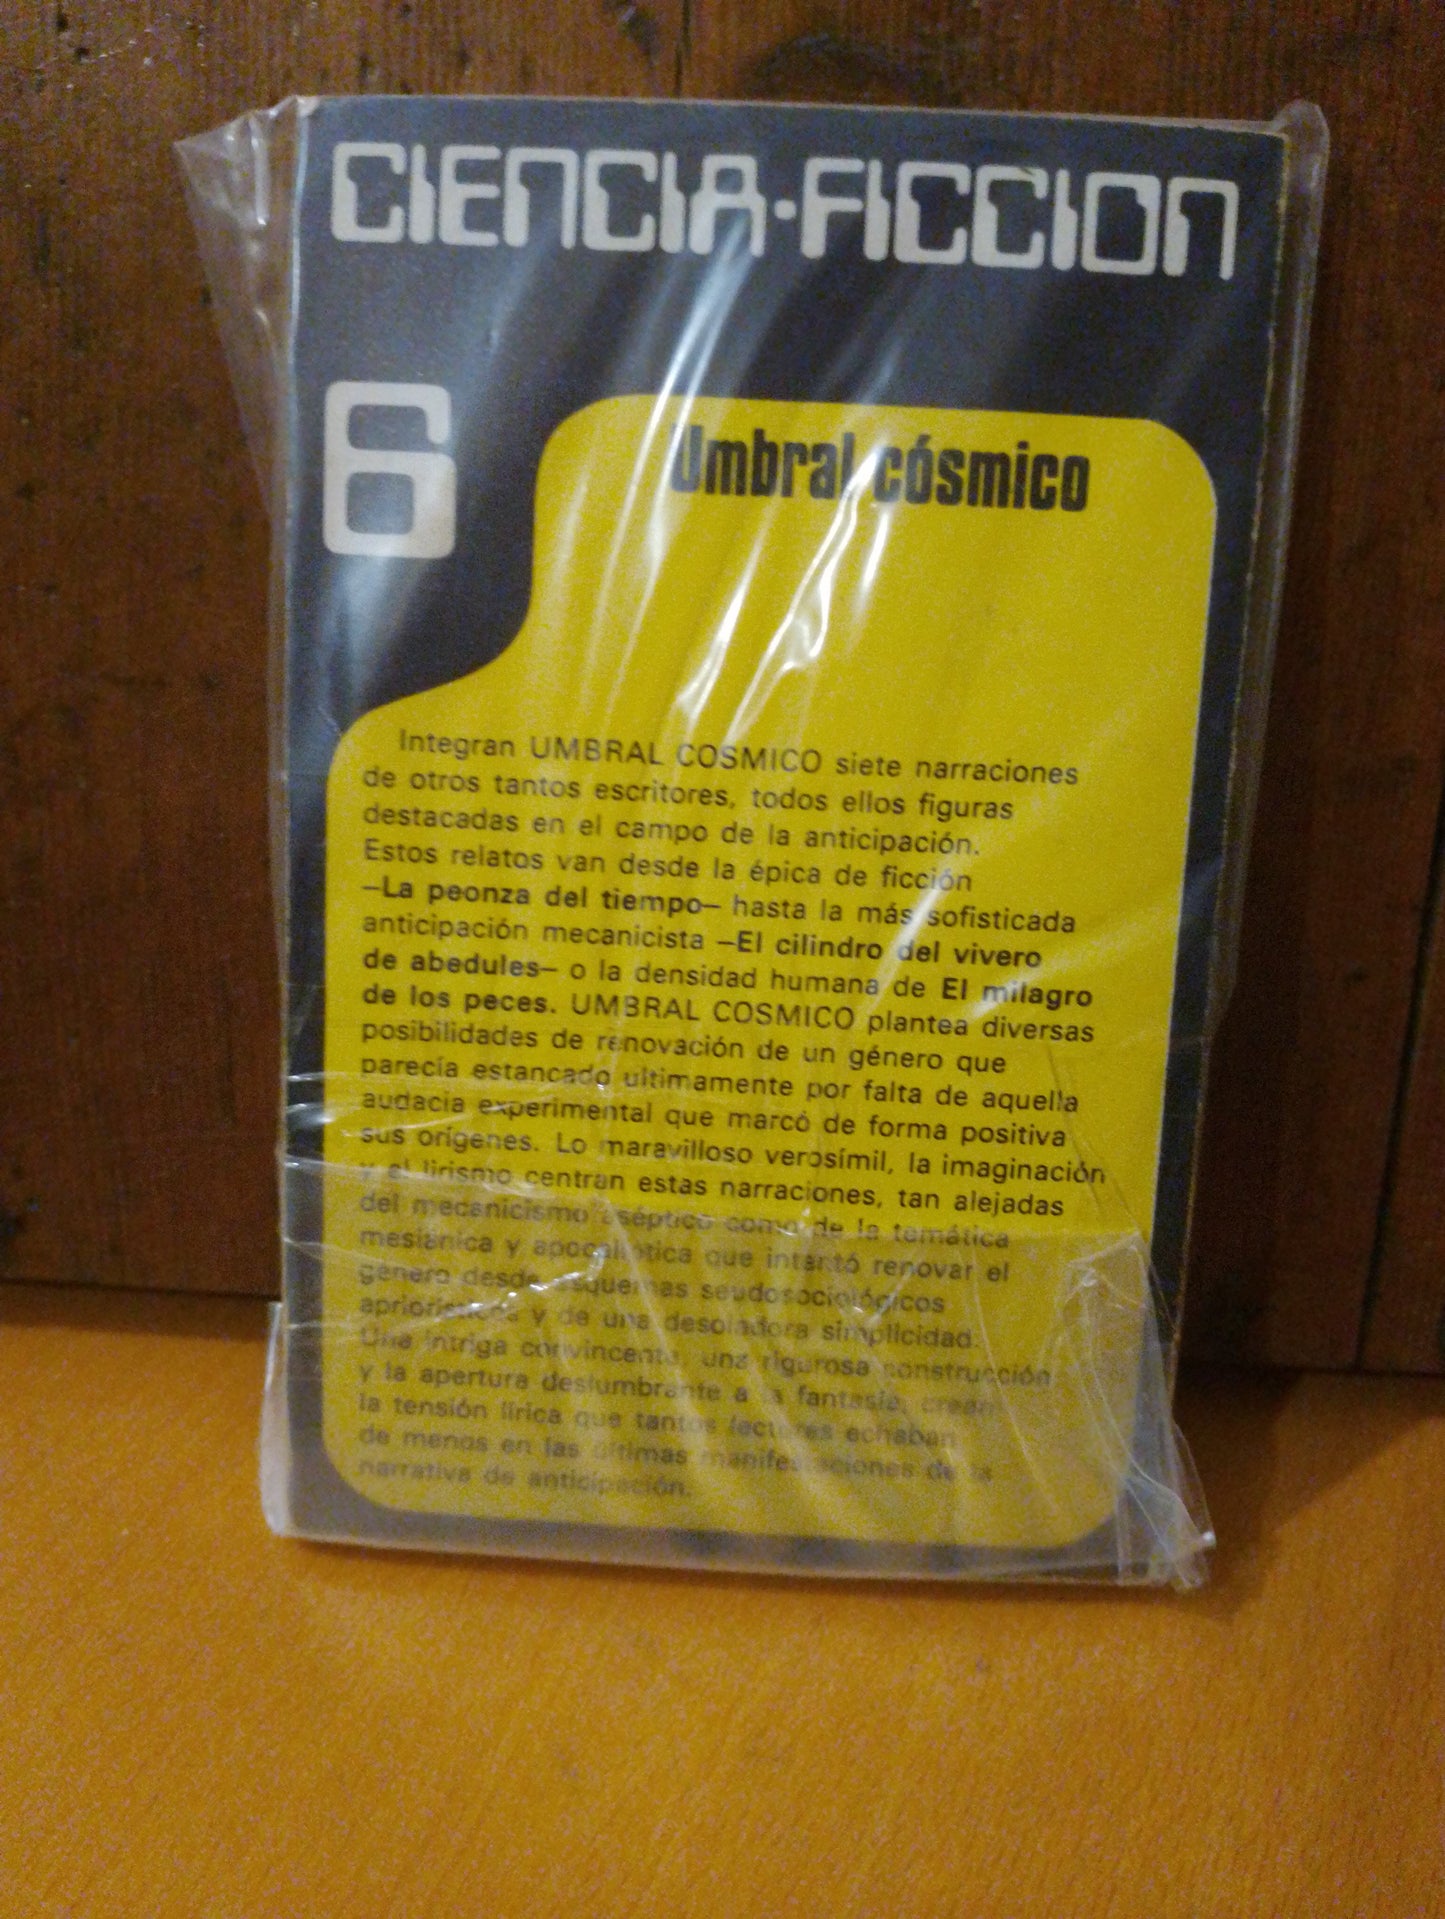 CIENCIA-FICCION
6
Umbral cósmico
Integran UMBRAL COSMICO siete narraciones
de otros tantos escritores, todos ellos figuras
destacadas en el campo de la anticipación.
Estos relatos van desde la épica de ficción
—La peonza del tiempo— hasta la más sofisticada
anticipación mecanicista —El cilindro del vivero
de abedules— o la densidad humana de El milagro
de los peces. UMBRAL COSMICO plantea diversas
posibilidades de renovación de un género que
parecía estancado ultimamente por falta de aquella
audacia experimental que marcó de forma positiva
sus orígenes. Lo maravilloso verosímil, la imaginación
y el lirismo centran estas narraciones, tan alejadas
del mecanicismo aséptico como de la temática
mesiánica y apocalíptica que intentó renovar el
género desde esquemas seudosociológicos
apriorísticos y de una desoladora simplicidad.
Una intriga convincente, una rigurosa construcción
y la apertura deslumbrante a la fantasía, crean
la tensión lírica que tantos lectores echaban
de menos en las últimas manifestaciones de la
narrativa de anticipación.